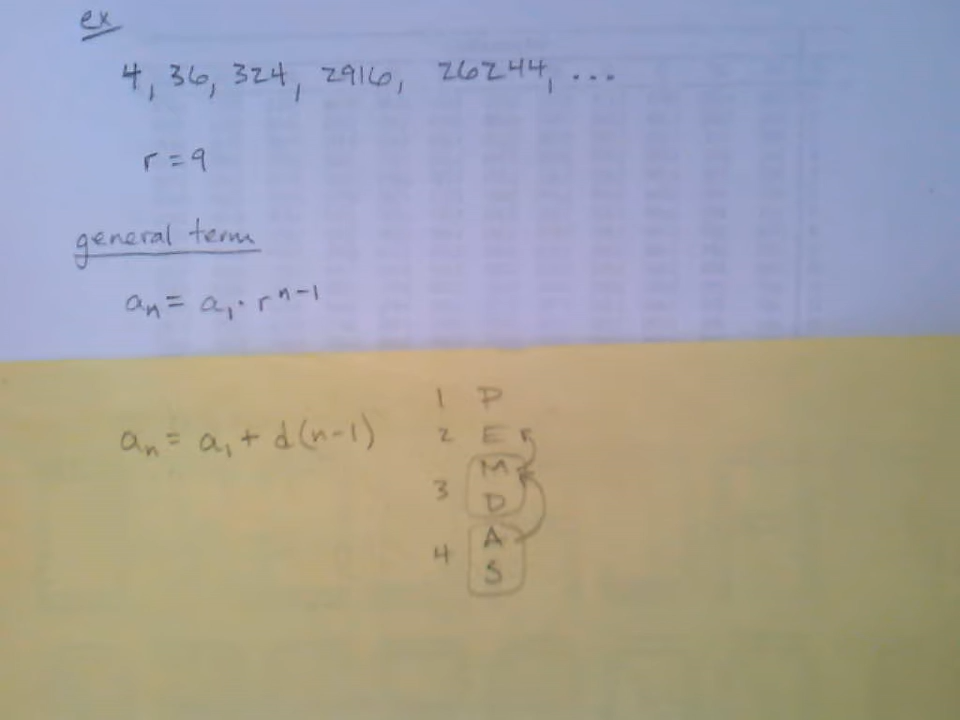 ex
4, 36, 324, 2916, 26244, ...
r = 9
general term
aₙ = a₁ · rⁿ⁻¹
1 P
aₙ = a₁ + d(n-1) 2 E
M
3 D
A
4 S